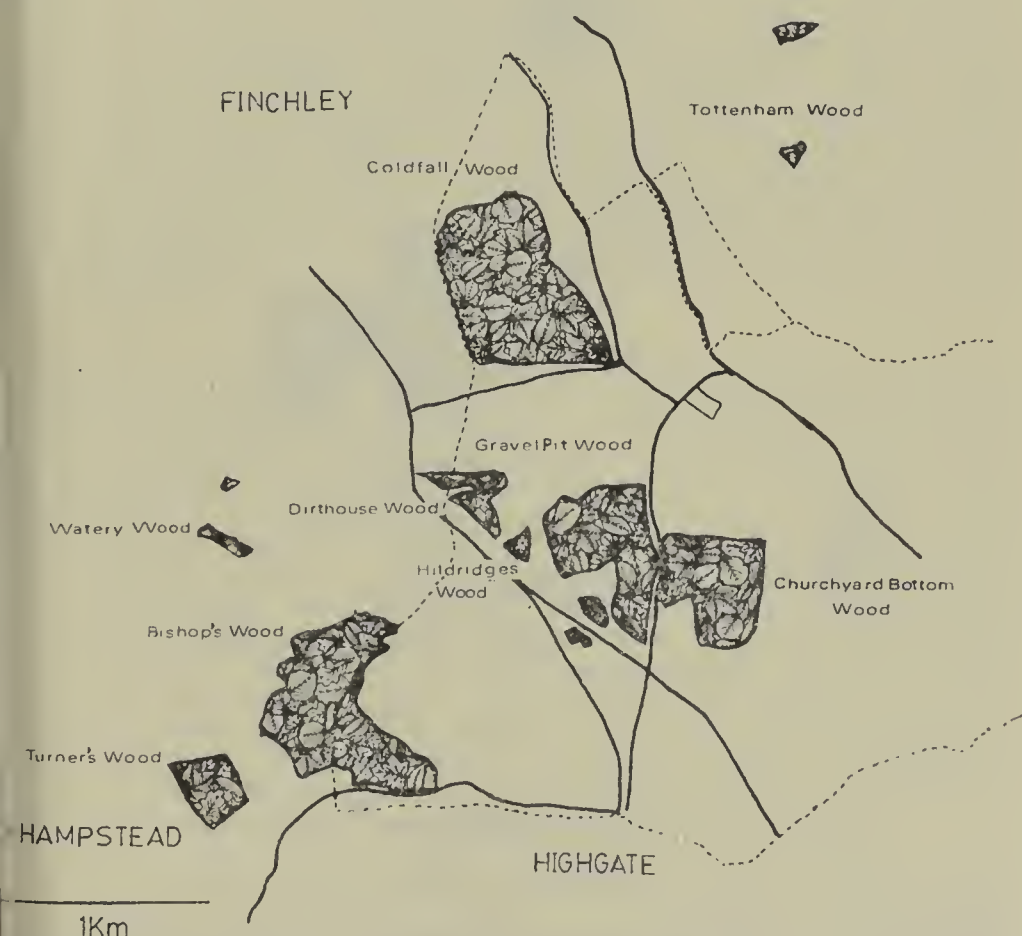 FINCHLEY
Tottenham Wood
Coldfall Wood
Gravel Pit Wood
Dirthouse Wood
Watery Wood
Hildridges
Wood
Churchyard Bottom
Wood
Bishop's Wood
Turner's Wood
HAMPSTEAD
HIGHGATE
1Km